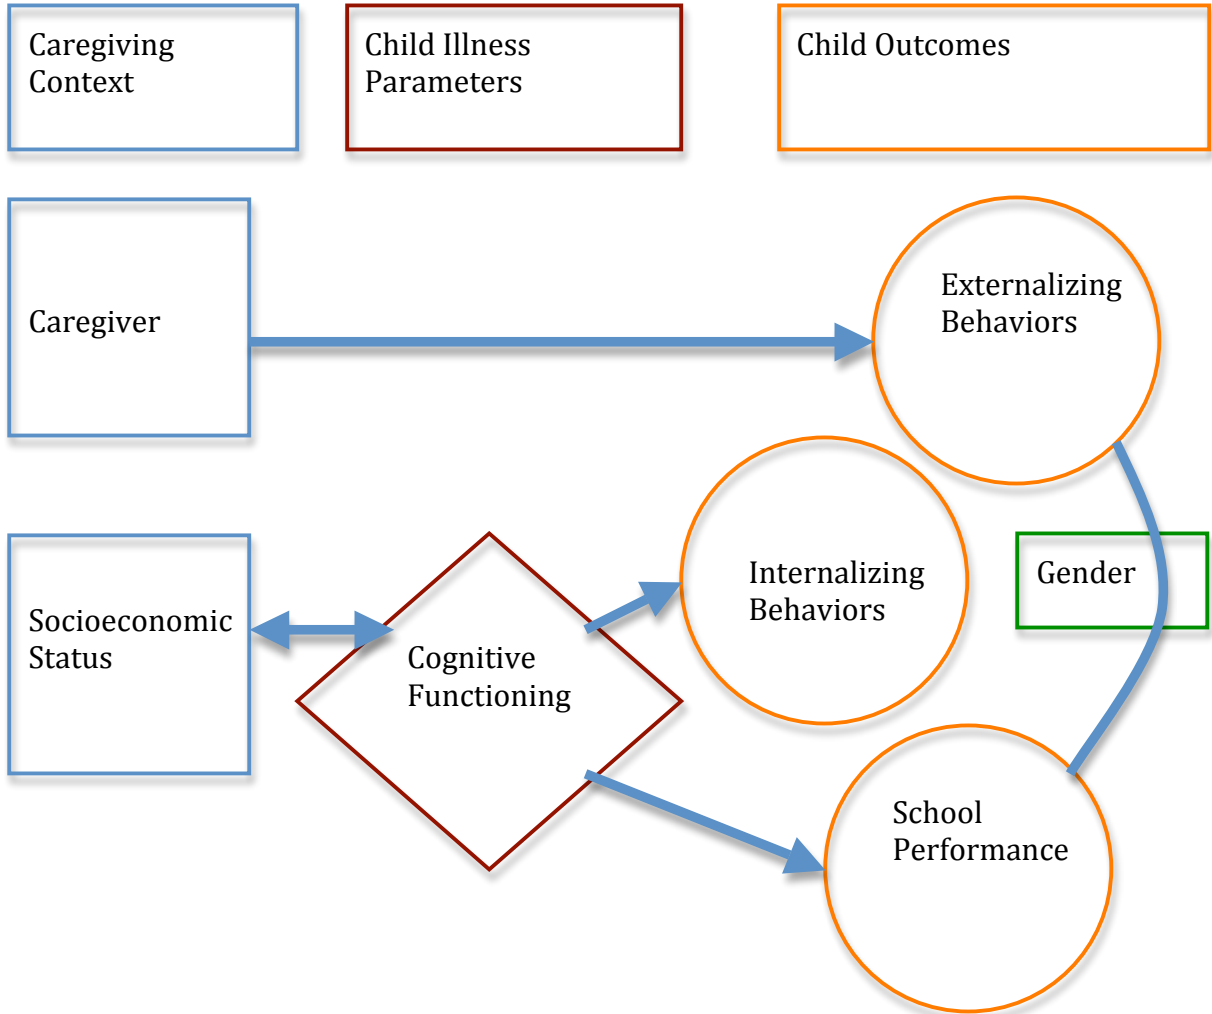 Caregiving
Context
Child Illness
Parameters
Child Outcomes
Caregiver
Externalizing
Behaviors
Socioeconomic
Status
Cognitive
Functioning
Internalizing
Behaviors
Gender
School
Performance